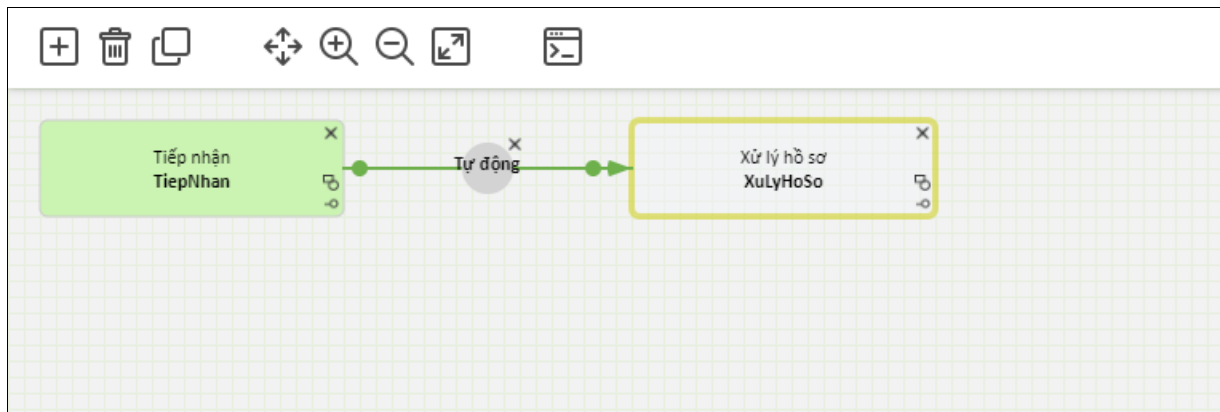 Tiếp nhận
TiepNhan
Tự động
Xử lý hồ sơ
XuLyHoSo